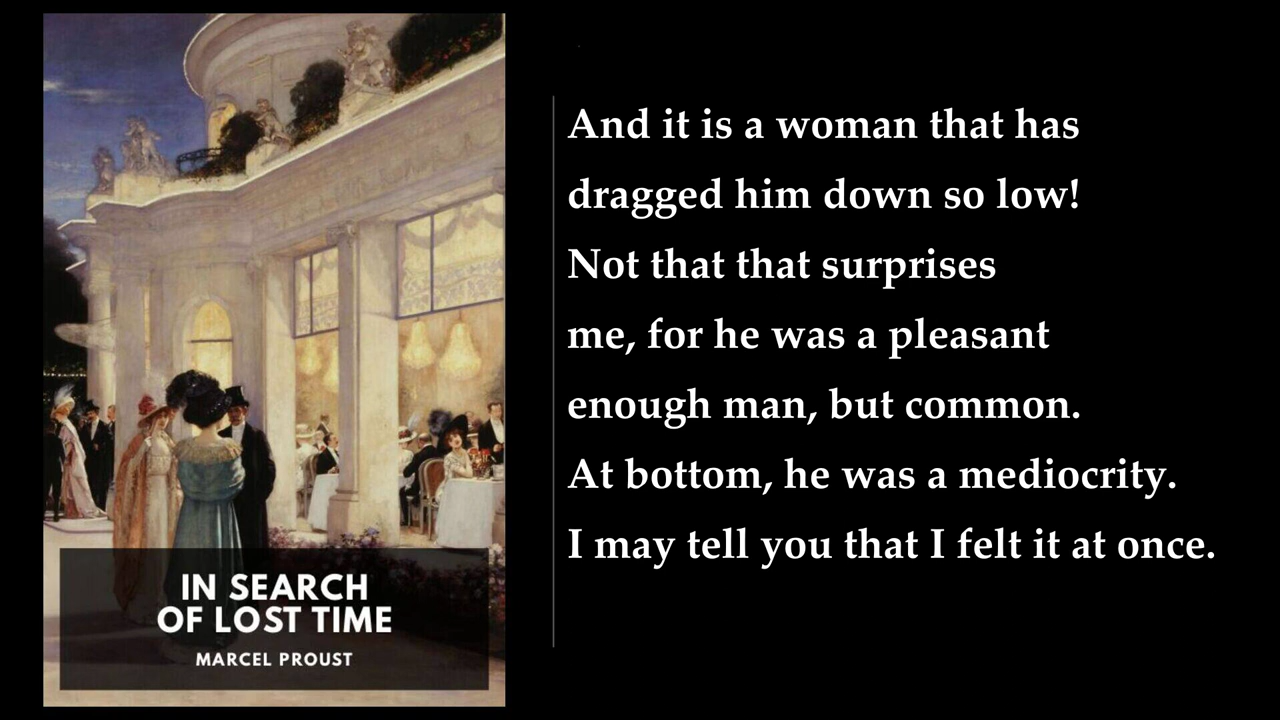 IN SEARCH
OF LOST TIME
MARCEL PROUST
And it is a woman that has
dragged him down so low!
Not that that surprises
me, for he was a pleasant
enough man, but common.
At bottom, he was a mediocrity.
I may tell you that I felt it at once.